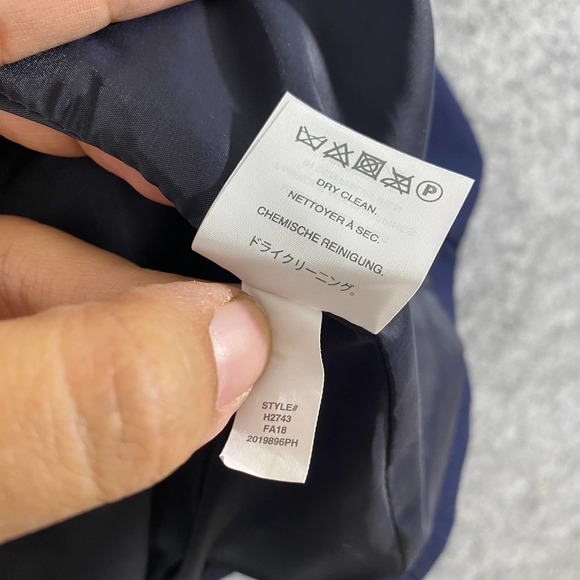 P
DRY CLEAN.
NETTOYER À SEC.
CHEMISCHE REINIGUNG.
ドライクリーニング。
STYLE#
H2743
FA18
2019896PH